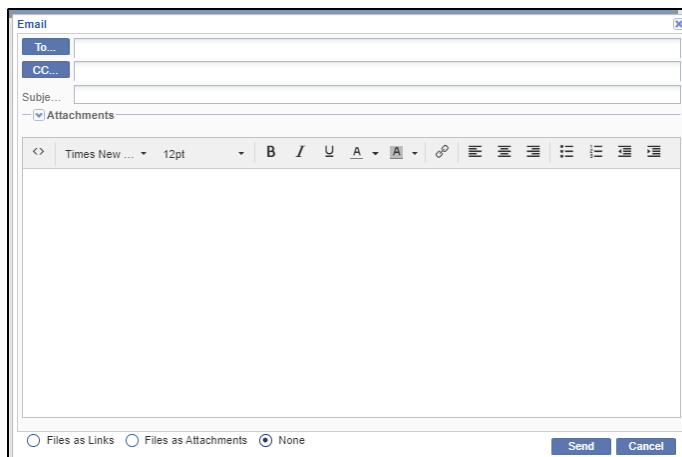 Email
To...
CC...
Subje...
Attachments
Times New ... 12pt B I U A A
Files as Links Files as Attachments None
Send Cancel